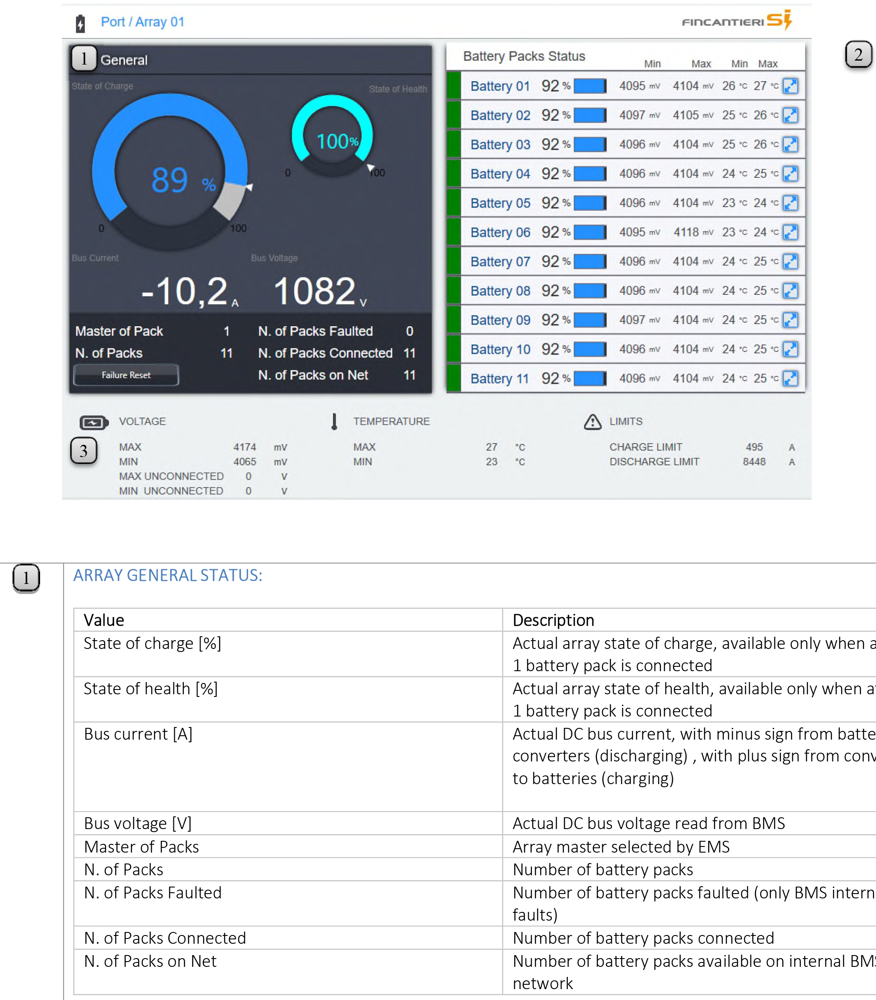 Port / Array 01
FINCANTIERI Si
1
General
State of Charge
State of Health
89 %
0
100
100%
0
100
Bus Current
Bus Voltage
-10,2 A
1082 V
Master of Pack 1
N. of Packs Faulted 0
N. of Packs 11
N. of Packs Connected 11
Failure Reset
N. of Packs on Net 11
2
Battery Packs Status Min Max Min Max
Battery 01 92 % 4095 mV 4104 mV 26 °C 27 °C
Battery 02 92 % 4097 mV 4105 mV 25 °C 26 °C
Battery 03 92 % 4096 mV 4104 mV 25 °C 26 °C
Battery 04 92 % 4096 mV 4104 mV 24 °C 25 °C
Battery 05 92 % 4096 mV 4104 mV 23 °C 24 °C
Battery 06 92 % 4095 mV 4118 mV 23 °C 24 °C
Battery 07 92 % 4096 mV 4104 mV 24 °C 25 °C
Battery 08 92 % 4096 mV 4104 mV 24 °C 25 °C
Battery 09 92 % 4097 mV 4104 mV 24 °C 25 °C
Battery 10 92 % 4096 mV 4104 mV 24 °C 25 °C
Battery 11 92 % 4096 mV 4104 mV 24 °C 25 °C
3
VOLTAGE
MAX 4174 mV
MIN 4065 mV
MAX UNCONNECTED 0 V
MIN UNCONNECTED 0 V
TEMPERATURE
MAX 27 °C
MIN 23 °C
LIMITS
CHARGE LIMIT 495 A
DISCHARGE LIMIT 8448 A
1
ARRAY GENERAL STATUS:
Value
Description
State of charge [%]
Actual array state of charge, available only when a
1 battery pack is connected
State of health [%]
Actual array state of health, available only when a
1 battery pack is connected
Bus current [A]
Actual DC bus current, with minus sign from batte
converters (discharging) , with plus sign from conv
to batteries (charging)
Bus voltage [V]
Actual DC bus voltage read from BMS
Master of Packs
Array master selected by EMS
N. of Packs
Number of battery packs
N. of Packs Faulted
Number of battery packs faulted (only BMS intern
faults)
N. of Packs Connected
Number of battery packs connected
N. of Packs on Net
Number of battery packs available on internal BMS
network